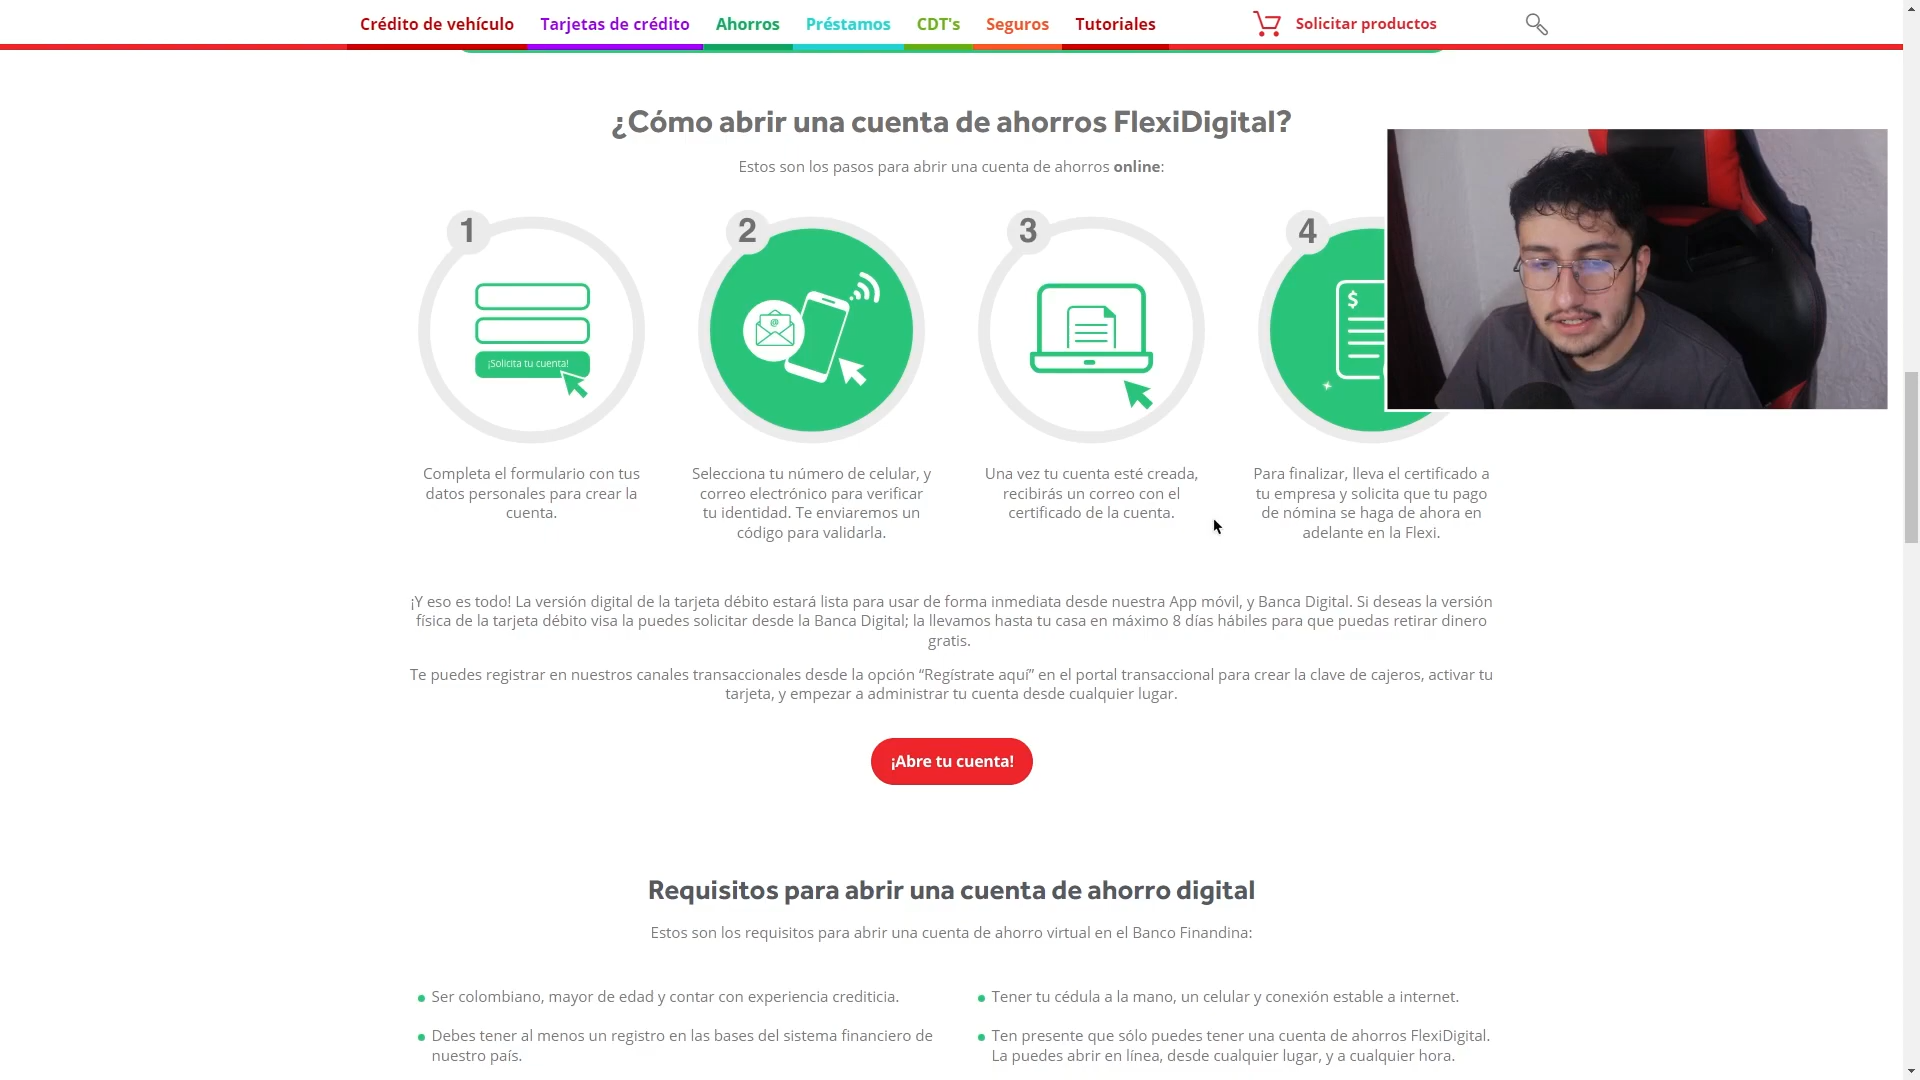 Crédito de vehículo
Tarjetas de crédito
Ahorros
Préstamos
CDT's
Seguros
Tutoriales
Solicitar productos
¿Cómo abrir una cuenta de ahorros FlexiDigital?
Estos son los pasos para abrir una cuenta de ahorros online:
1
¡Solicita tu cuenta!
Completa el formulario con tus
datos personales para crear la
cuenta.
2
@
Selecciona tu número de celular, y
correo electrónico para verificar
tu identidad. Te enviaremos un
código para validarla.
3
Una vez tu cuenta esté creada,
recibirás un correo con el
certificado de la cuenta.
4
$
Para finalizar, lleva el certificado a
tu empresa y solicita que tu pago
de nómina se haga de ahora en
adelante en la Flexi.
¡Y eso es todo! La versión digital de la tarjeta débito estará lista para usar de forma inmediata desde nuestra App móvil, y Banca Digital. Si deseas la versión
física de la tarjeta débito visa la puedes solicitar desde la Banca Digital; la llevamos hasta tu casa en máximo 8 días hábiles para que puedas retirar dinero
gratis.
Te puedes registrar en nuestros canales transaccionales desde la opción “Regístrate aquí” en el portal transaccional para crear la clave de cajeros, activar tu
tarjeta, y empezar a administrar tu cuenta desde cualquier lugar.
¡Abre tu cuenta!
Requisitos para abrir una cuenta de ahorro digital
Estos son los requisitos para abrir una cuenta de ahorro virtual en el Banco Finandina:
Ser colombiano, mayor de edad y contar con experiencia crediticia.
Debes tener al menos un registro en las bases del sistema financiero de
nuestro país.
Tener tu cédula a la mano, un celular y conexión estable a internet.
Ten presente que sólo puedes tener una cuenta de ahorros FlexiDigital.
La puedes abrir en línea, desde cualquier lugar, y a cualquier hora.